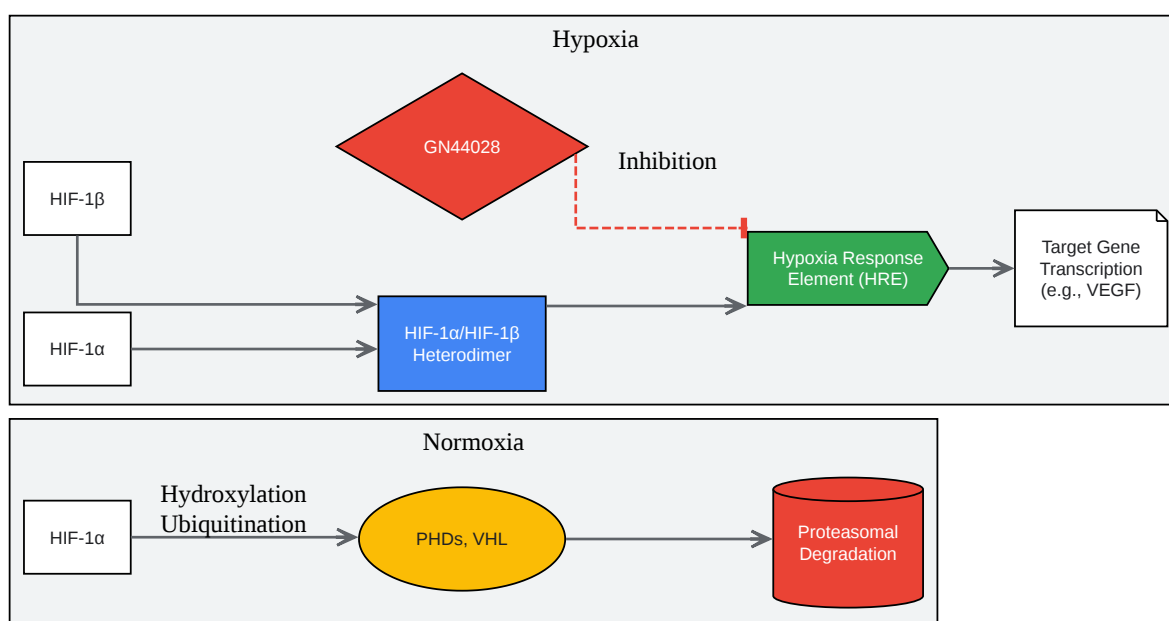 Hypoxia
GN44028
Inhibition
HIF-1β
Hypoxia Response
Element (HRE)
Target Gene
Transcription
(e.g., VEGF)
HIF-1α/HIF-1β
Heterodimer
HIF-1α
Normoxia
Hydroxylation
Ubiquitination
HIF-1α
PHDs, VHL
Proteasomal
Degradation